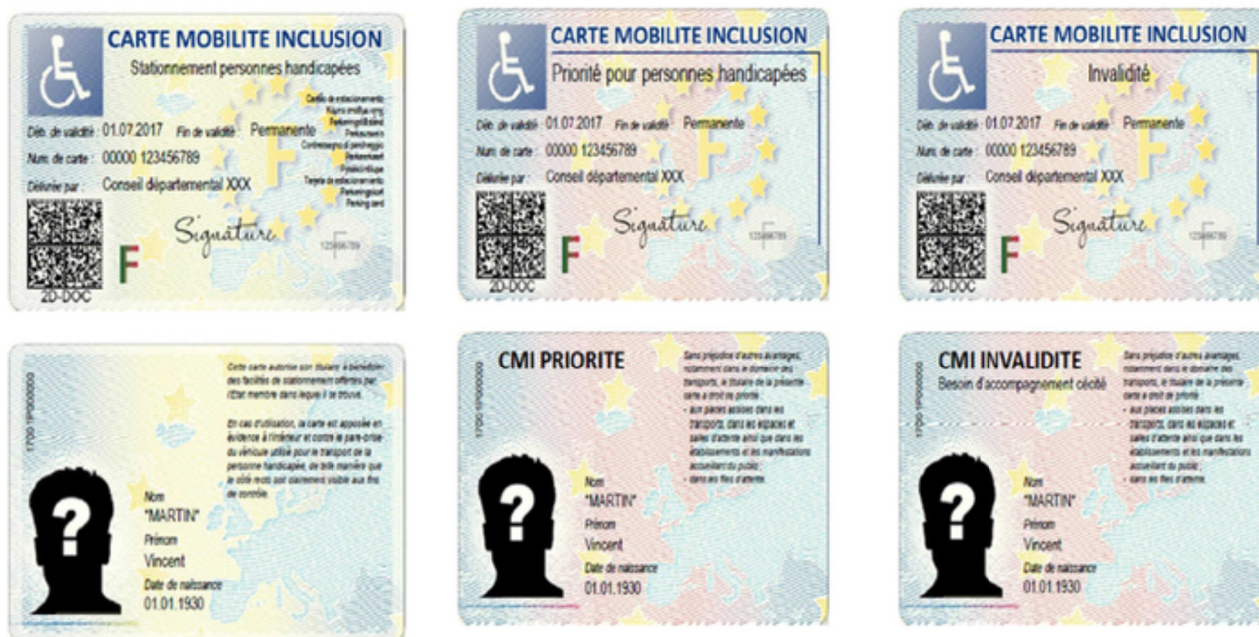 CARTE MOBILITE INCLUSION
Stationnement personnes handicapées
Déb. de validité : 01.07.2017 Fin de validité : Permanente
Num. de carte : 00000 123456789
Délivrée par : Conseil départemental XXX
Parking card
Signature
F
F
123456789
2D-DOC
CARTE MOBILITE INCLUSION
Priorité pour personnes handicapées
Déb. de validité : 01.07.2017 Fin de validité : Permanente
Num. de carte : 00000 123456789
Délivrée par : Conseil départemental XXX
Signature
F
F
123456789
2D-DOC
CARTE MOBILITE INCLUSION
Invalidité
Déb. de validité : 01.07.2017 Fin de validité : Permanente
Num. de carte : 00000 123456789
Délivrée par : Conseil départemental XXX
Signature
F
F
123456789
2D-DOC
Cette carte autorise son titulaire à bénéficier
des facilités de stationnement offertes par
l'Etat membre dans lequel il se trouve.
En cas d'utilisation, la carte est apposée en
évidence à l'intérieur et contre le pare-brise
du véhicule utilisé pour le transport de la
personne handicapée, de telle manière que
le côté recto soit clairement visible aux fins
de contrôle.
?
Nom
"MARTIN"
Prénom
Vincent
Date de naissance
01.01.1930
CMI PRIORITE
Sans préjudice d'autres avantages,
notamment dans le domaine des
transports, le titulaire de la présente
carte a droit de priorité :
- aux places assises dans les
transports, dans les espaces et
salles d'attente ainsi que dans les
établissements et les manifestations
accueillant du public ;
- dans les files d'attente.
?
Nom
"MARTIN"
Prénom
Vincent
Date de naissance
01.01.1930
CMI INVALIDITE
Besoin d'accompagnement cécité
Sans préjudice d'autres avantages,
notamment dans le domaine des
transports, le titulaire de la présente
carte a droit de priorité :
- aux places assises dans les
transports, dans les espaces et
salles d'attente ainsi que dans les
établissements et les manifestations
accueillant du public ;
- dans les files d'attente.
?
Nom
"MARTIN"
Prénom
Vincent
Date de naissance
01.01.1930